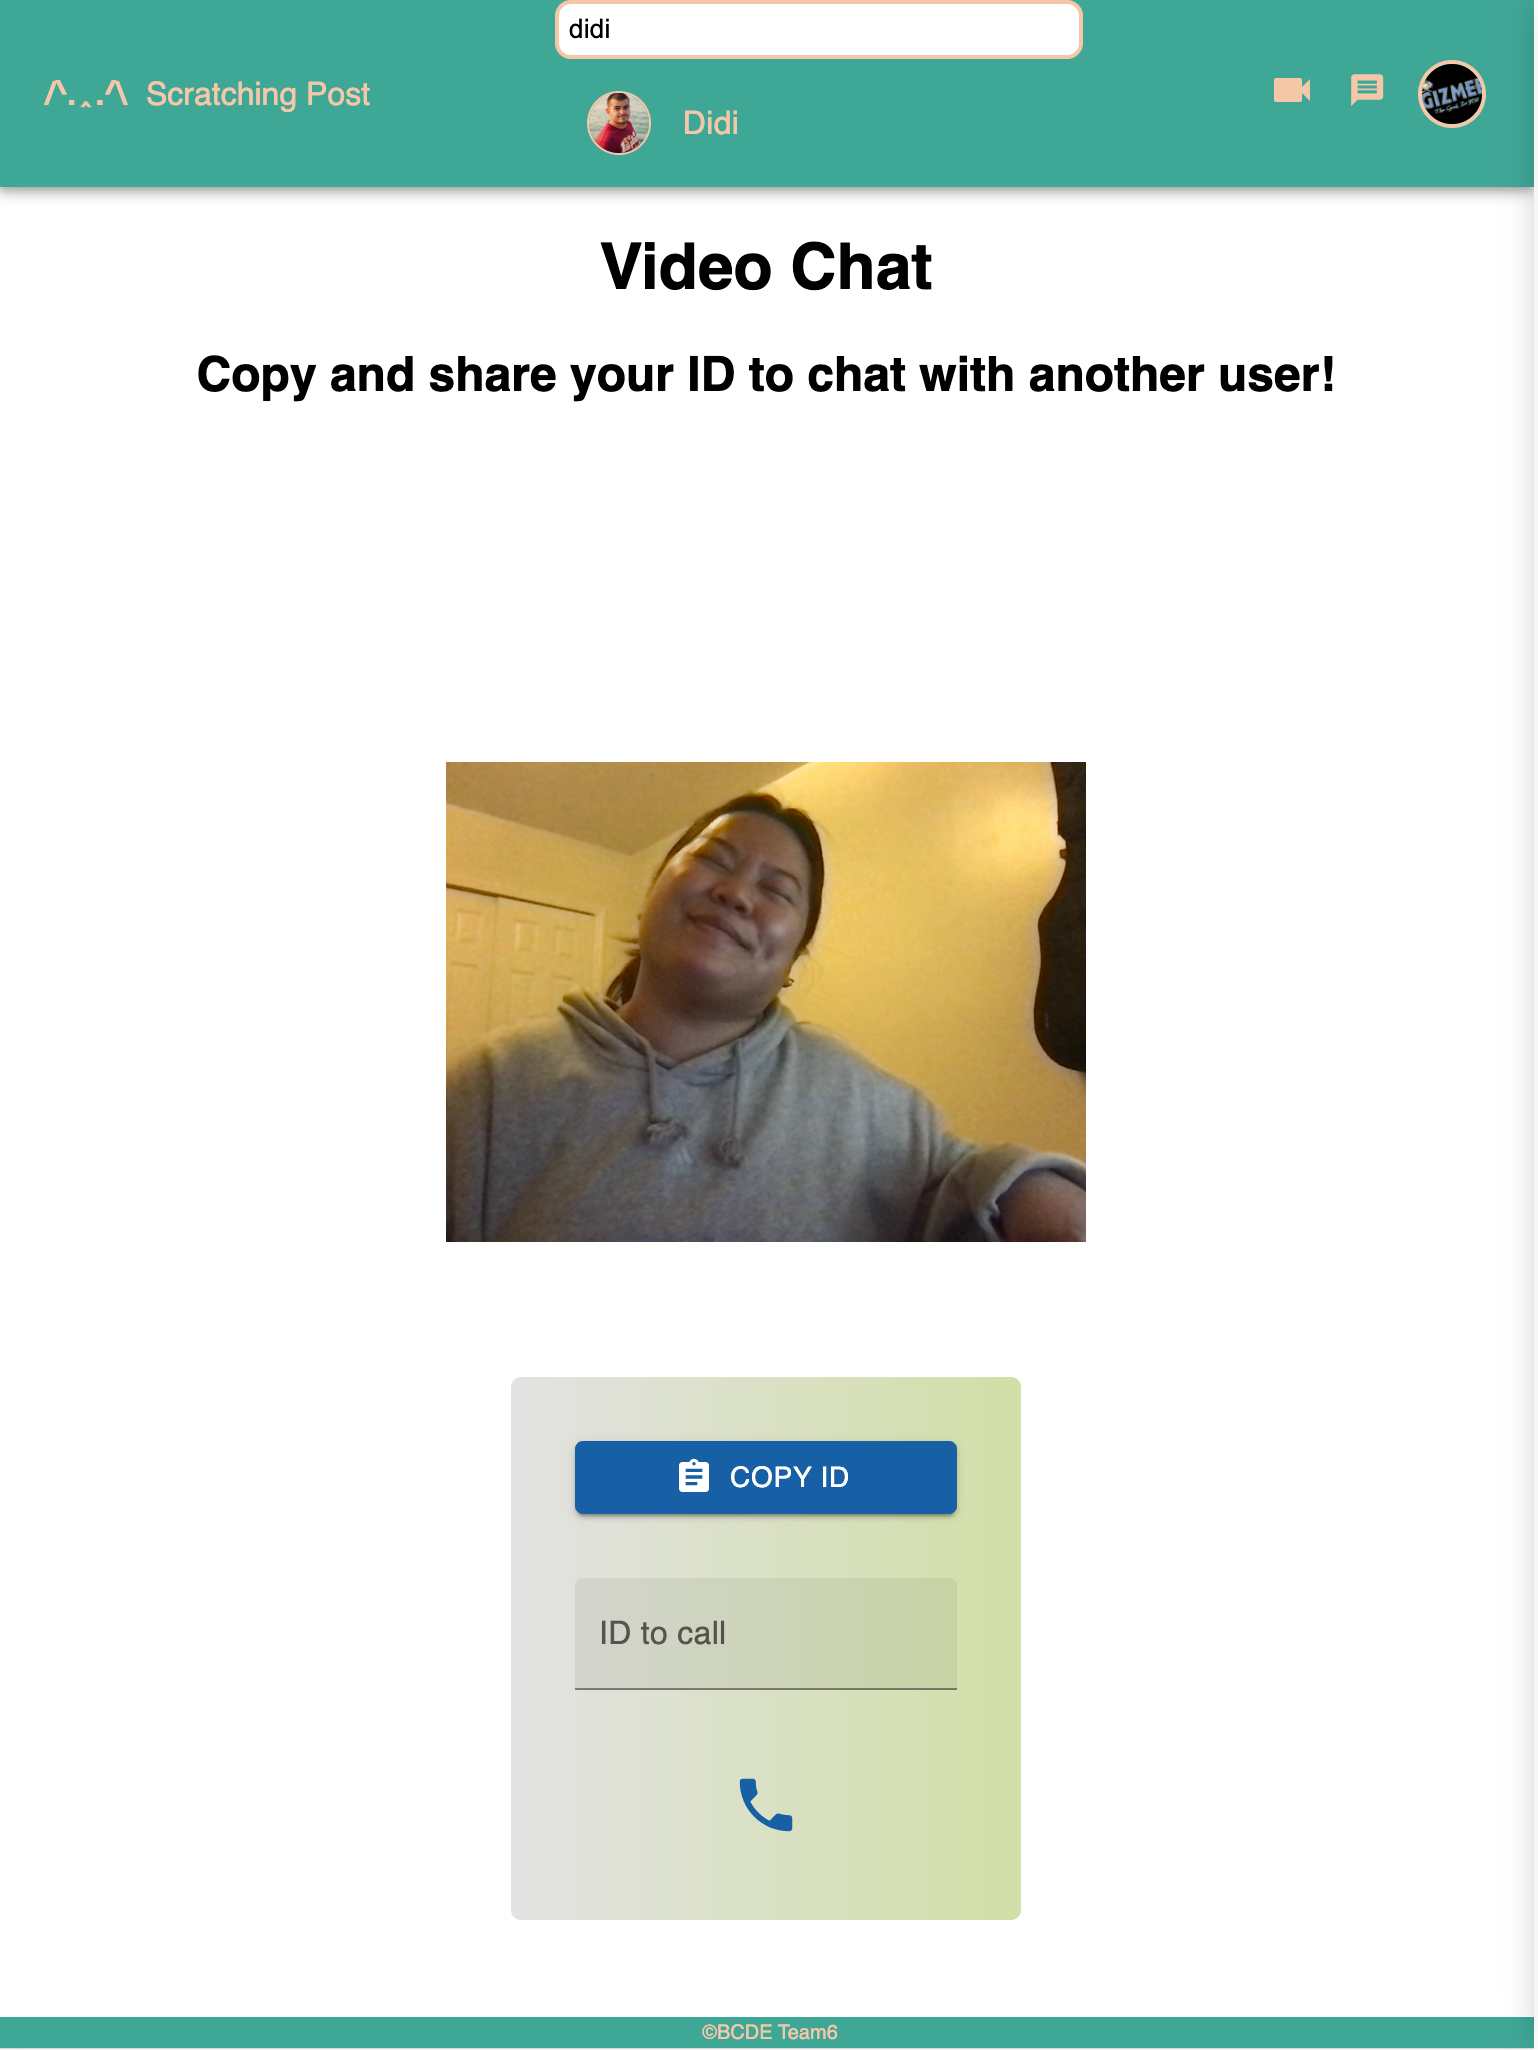 didi
/\.‸./\ Scratching Post
Didi
GIZMEE
Video Chat
Copy and share your ID to chat with another user!
COPY ID
ID to call
©BCDE Team6